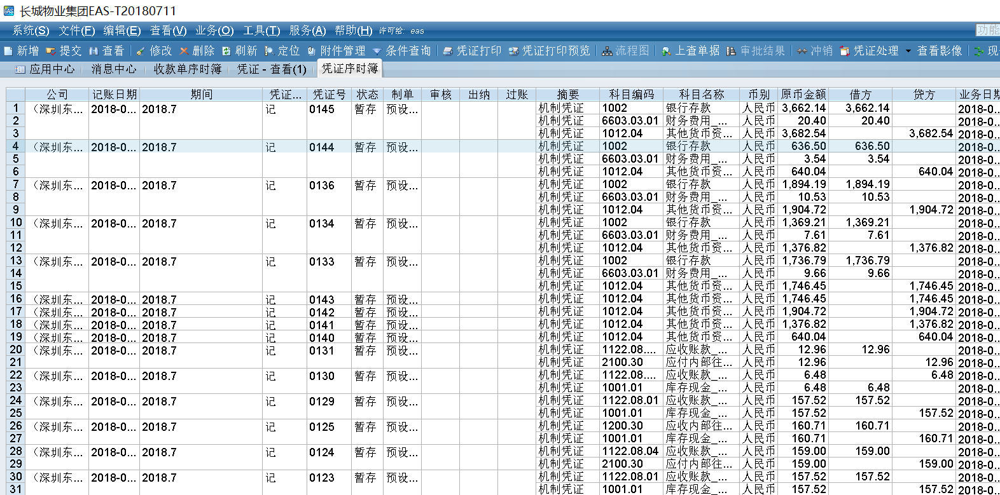 长城物业集团EAS-T20180711
系统(S) 文件(F) 编辑(E) 查看(V) 业务(O) 工具(T) 服务(A) 帮助(H) 许可给: eas 功能
新增 提交 查看 修改 删除 刷新 定位 附件管理 条件查询 凭证打印 凭证打印预览 流程图 上查单据 审批结果 冲销 凭证处理 查看影像 现
应用中心 消息中心 收款单序时簿 凭证 - 查看(1) 凭证序时簿
公司 记账日期 期间 凭证... 凭证号 状态 制单 审核 出纳 过账 摘要 科目编码 科目名称 币别 原币金额 借方 贷方 业务日期
1 （深圳东... 2018-0... 2018.7 记 0145 暂存 预设... 机制凭证 1002 银行存款 人民币 3,662.14 3,662.14 2018-0...
2 机制凭证 6603.03.01 财务费用_... 人民币 20.40 20.40 2018-0...
3 机制凭证 1012.04 其他货币资... 人民币 3,682.54 3,682.54 2018-0...
4 （深圳东... 2018-0... 2018.7 记 0144 暂存 预设... 机制凭证 1002 银行存款 人民币 636.50 636.50 2018-0...
5 机制凭证 6603.03.01 财务费用_... 人民币 3.54 3.54 2018-0...
6 机制凭证 1012.04 其他货币资... 人民币 640.04 640.04 2018-0...
7 （深圳东... 2018-0... 2018.7 记 0136 暂存 预设... 机制凭证 1002 银行存款 人民币 1,894.19 1,894.19 2018-0...
8 机制凭证 6603.03.01 财务费用_... 人民币 10.53 10.53 2018-0...
9 机制凭证 1012.04 其他货币资... 人民币 1,904.72 1,904.72 2018-0...
10 （深圳东... 2018-0... 2018.7 记 0134 暂存 预设... 机制凭证 1002 银行存款 人民币 1,369.21 1,369.21 2018-0...
11 机制凭证 6603.03.01 财务费用_... 人民币 7.61 7.61 2018-0...
12 机制凭证 1012.04 其他货币资... 人民币 1,376.82 1,376.82 2018-0...
13 （深圳东... 2018-0... 2018.7 记 0133 暂存 预设... 机制凭证 1002 银行存款 人民币 1,736.79 1,736.79 2018-0...
14 机制凭证 6603.03.01 财务费用_... 人民币 9.66 9.66 2018-0...
15 机制凭证 1012.04 其他货币资... 人民币 1,746.45 1,746.45 2018-0...
16 （深圳东... 2018-0... 2018.7 记 0143 暂存 预设... 机制凭证 1012.04 其他货币资... 人民币 1,746.45 1,746.45 2018-0...
17 （深圳东... 2018-0... 2018.7 记 0142 暂存 预设... 机制凭证 1012.04 其他货币资... 人民币 1,904.72 1,904.72 2018-0...
18 （深圳东... 2018-0... 2018.7 记 0141 暂存 预设... 机制凭证 1012.04 其他货币资... 人民币 1,376.82 1,376.82 2018-0...
19 （深圳东... 2018-0... 2018.7 记 0140 暂存 预设... 机制凭证 1012.04 其他货币资... 人民币 640.04 640.04 2018-0...
20 （深圳东... 2018-0... 2018.7 记 0131 暂存 预设... 机制凭证 1122.08.... 应收账款_... 人民币 12.96 12.96 2018-0...
21 机制凭证 2100.30 应付内部往... 人民币 12.96 12.96 2018-0...
22 （深圳东... 2018-0... 2018.7 记 0130 暂存 预设... 机制凭证 1122.08.... 应收账款_... 人民币 6.48 6.48 2018-0...
23 机制凭证 1001.01 库存现金_... 人民币 6.48 6.48 2018-0...
24 （深圳东... 2018-0... 2018.7 记 0129 暂存 预设... 机制凭证 1122.08.01 应收账款_... 人民币 157.52 157.52 2018-0...
25 机制凭证 1001.01 库存现金_... 人民币 157.52 157.52 2018-0...
26 （深圳东... 2018-0... 2018.7 记 0125 暂存 预设... 机制凭证 1200.30 应收内部往... 人民币 160.71 160.71 2018-0...
27 机制凭证 1001.01 库存现金_... 人民币 160.71 160.71 2018-0...
28 （深圳东... 2018-0... 2018.7 记 0124 暂存 预设... 机制凭证 1122.08.04 应收账款_... 人民币 159.00 159.00 2018-0...
29 机制凭证 2100.30 应付内部往... 人民币 159.00 159.00 2018-0...
30 （深圳东... 2018-0... 2018.7 记 0123 暂存 预设... 机制凭证 1122.08.01 应收账款_... 人民币 157.52 157.52 2018-0...
31 机制凭证 1001.01 库存现金_... 人民币 157.52 157.52 2018-0...